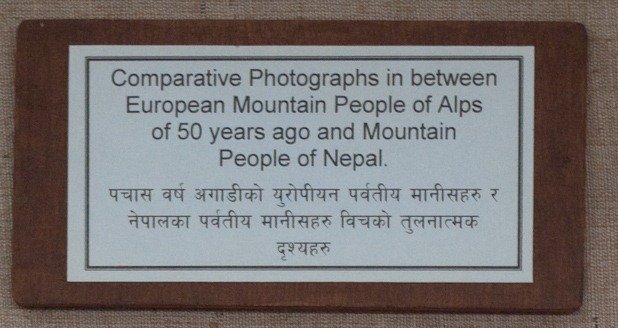 Comparative Photographs in between
European Mountain People of Alps
of 50 years ago and Mountain
People of Nepal.
पचास वर्ष अगाडीको युरोपीयन पर्वतीय मानीसहरु र
नेपालका पर्वतीय मानीसहरु विचको तुलनात्मक
दृश्यहरु